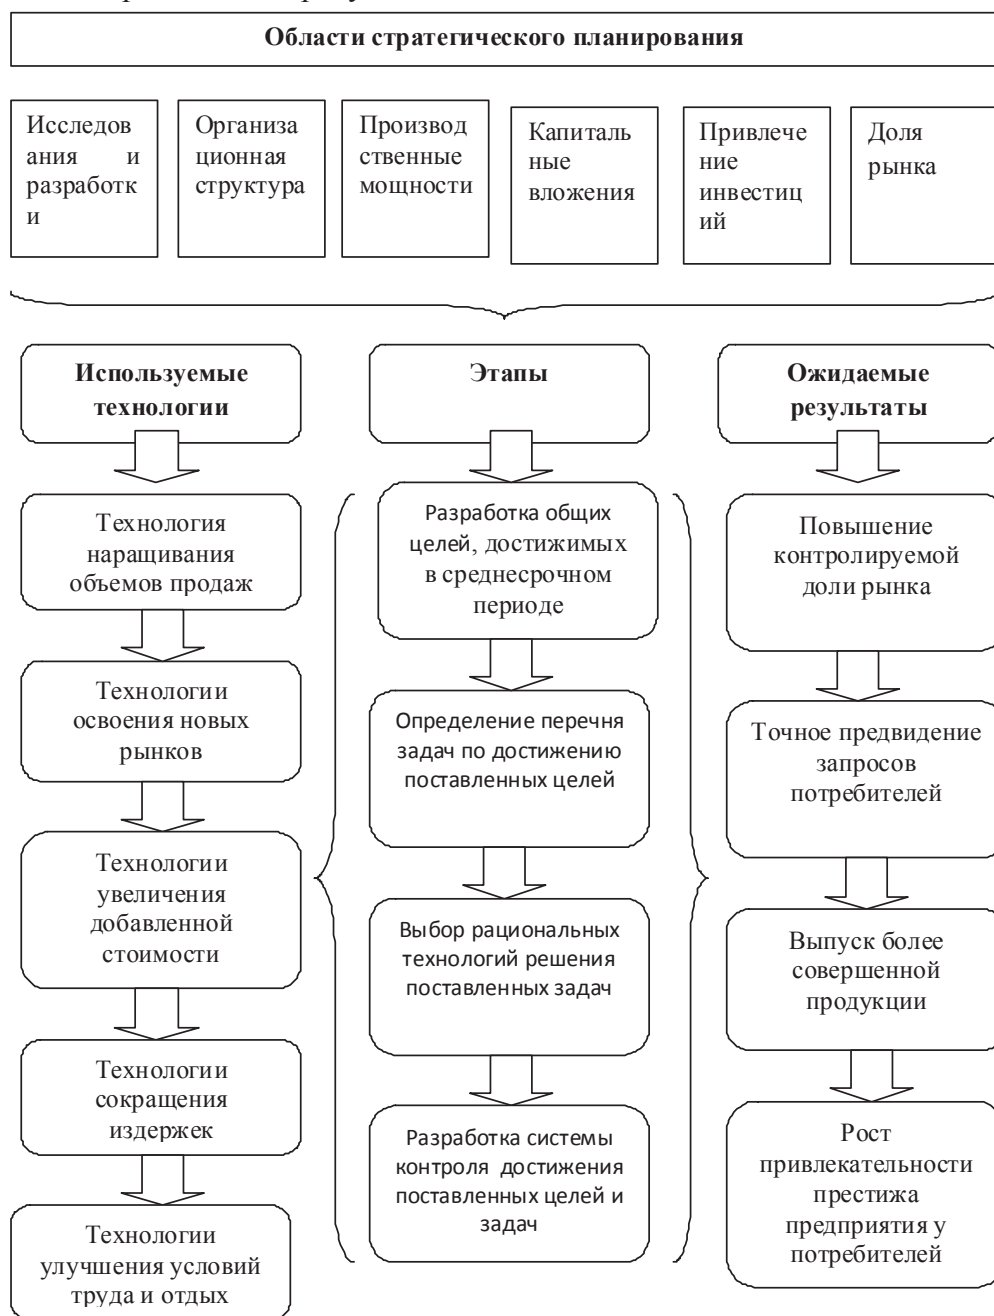 Области стратегического планирования
Исследов
ания и
разработк
и
Организа
ционная
структура
Производ
ственные
мощности
Капиталь
ные
вложения
Привлече
ние
инвестиц
ий
Доля
рынка
Используемые
технологии
Этапы
Ожидаемые
результаты
Технология
наращивания
объемов продаж
Технологии
освоения новых
рынков
Технологии
увеличения
добавленной
стоимости
Технологии
сокращения
издержек
Технологии
улучшения условий
труда и отдых
Разработка общих
целей, достижимых
в среднесрочном
периоде
Определение перечня
задач по достижению
поставленных целей
Выбор рациональных
технологий решения
поставленных задач
Разработка системы
контроля достижения
поставленных целей и
задач
Повышение
контролируемой
доли рынка
Точное предвидение
запросов
потребителей
Выпуск более
совершенной
продукции
Рост
привлекательности
престижа
предприятия у
потребителей